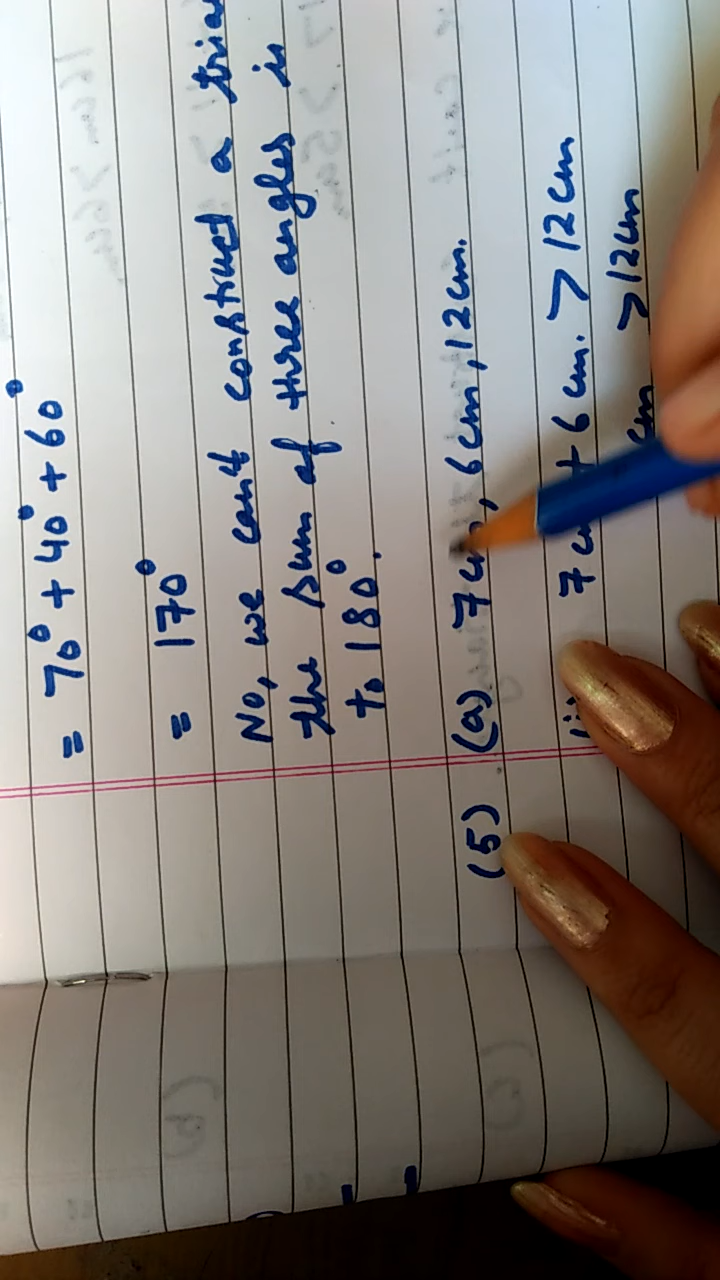 = 70° + 40° + 60°
= 170°
No, we can't construct a
the sum of three angles is
to 180°.
(5) (a) 7cm, 6cm, 12cm.
7cm + 6cm. > 12cm
cm > 12cm